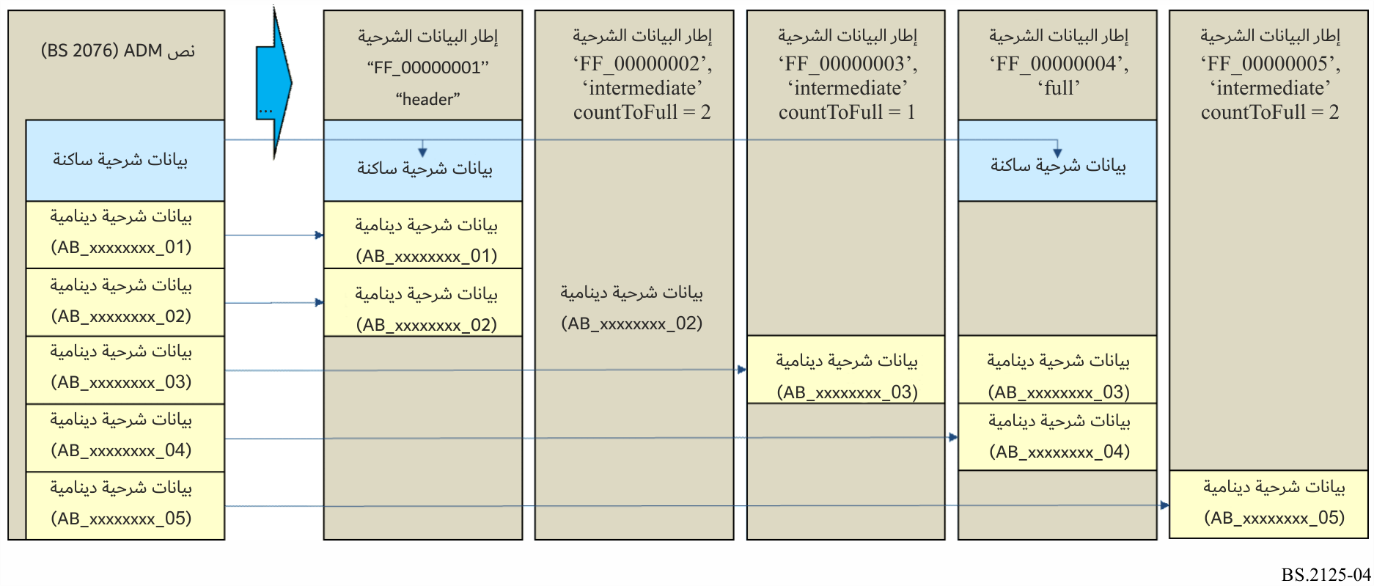 نص ADM (BS 2076)
بيانات شرحية ساكنة
بيانات شرحية دينامية
(AB_xxxxxxxx_01)
بيانات شرحية دينامية
(AB_xxxxxxxx_02)
بيانات شرحية دينامية
(AB_xxxxxxxx_03)
بيانات شرحية دينامية
(AB_xxxxxxxx_04)
بيانات شرحية دينامية
(AB_xxxxxxxx_05)
...
إطار البيانات الشرحية
“FF_00000001”
“header”
بيانات شرحية ساكنة
بيانات شرحية دينامية
(AB_xxxxxxxx_01)
بيانات شرحية دينامية
(AB_xxxxxxxx_02)
إطار البيانات الشرحية
‘FF_00000002’,
‘intermediate’
countToFull = 2
بيانات شرحية دينامية
(AB_xxxxxxxx_02)
إطار البيانات الشرحية
‘FF_00000003’,
‘intermediate’
countToFull = 1
بيانات شرحية دينامية
(AB_xxxxxxxx_03)
إطار البيانات الشرحية
‘FF_00000004’,
‘full’
بيانات شرحية ساكنة
بيانات شرحية دينامية
(AB_xxxxxxxx_03)
بيانات شرحية دينامية
(AB_xxxxxxxx_04)
إطار البيانات الشرحية
‘FF_00000005’,
‘intermediate’
countToFull = 2
بيانات شرحية دينامية
(AB_xxxxxxxx_05)
BS.2125-04